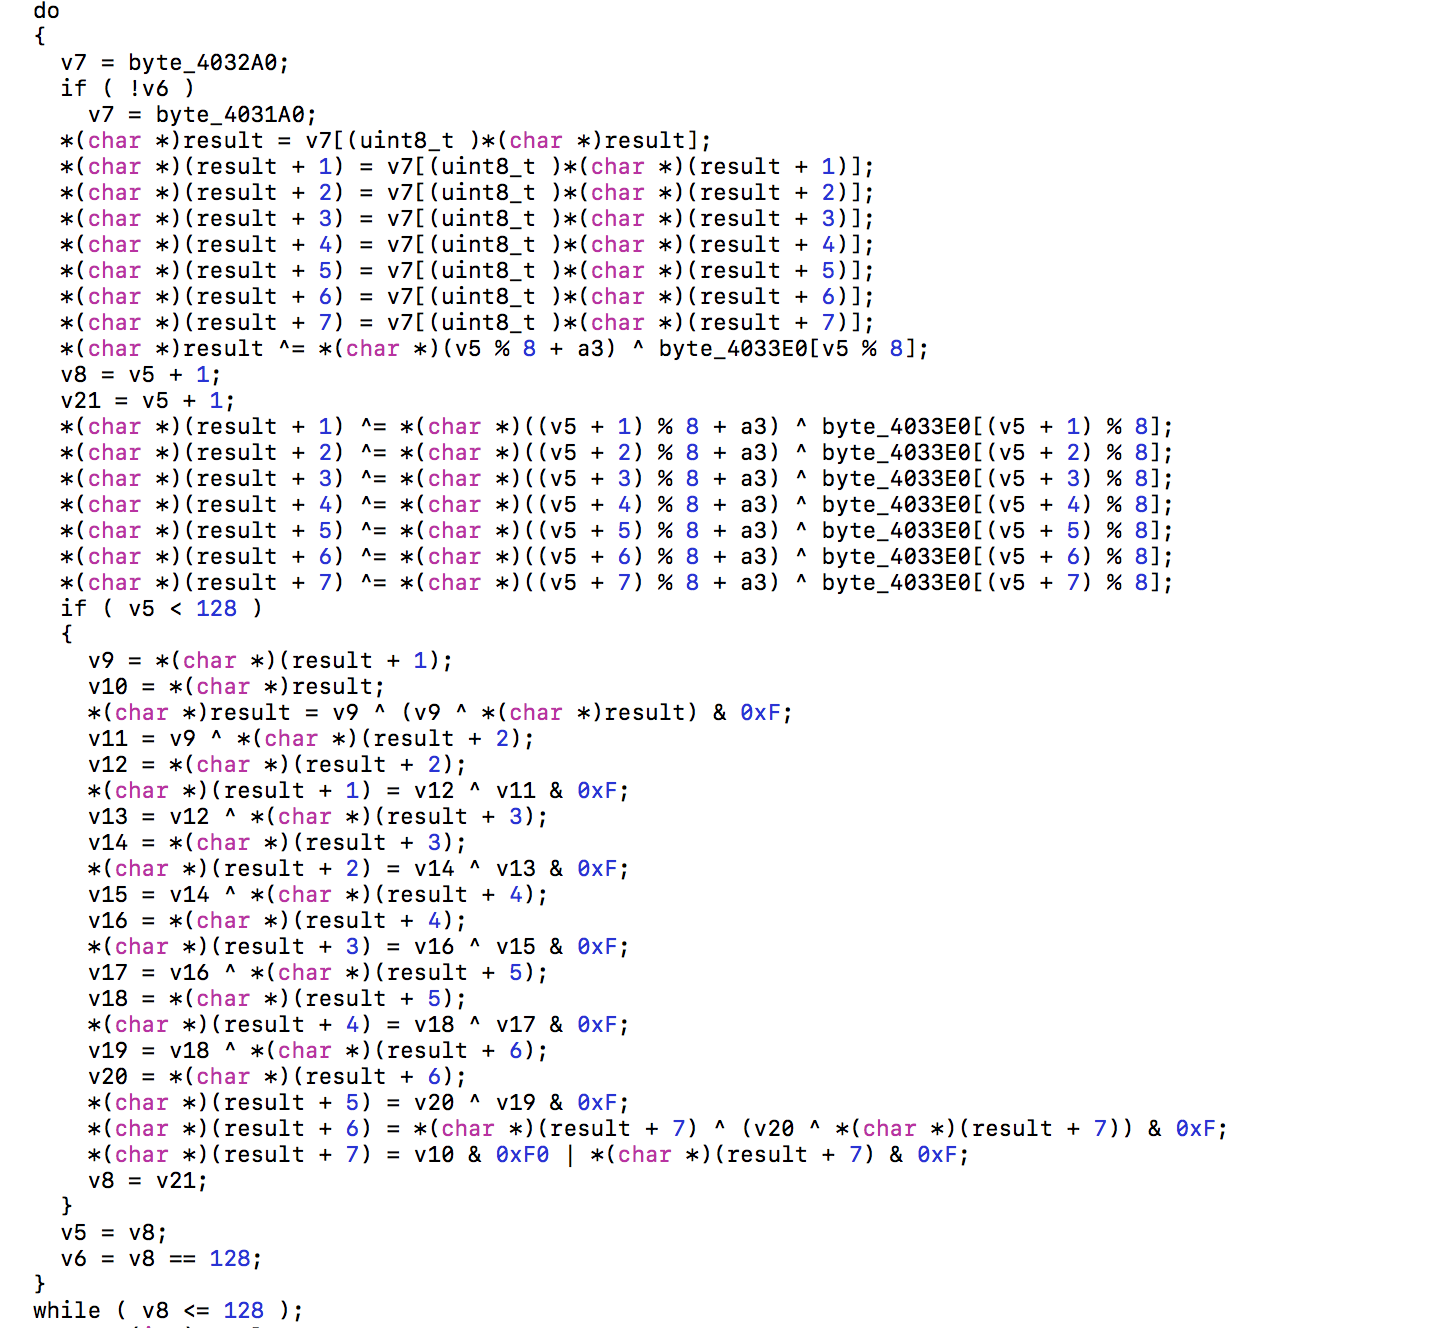 do
{
v7 = byte_4032A0;
if ( !v6 )
v7 = byte_4031A0;
*(char *)result = v7[(uint8_t )*(char *)result];
*(char *)(result + 1) = v7[(uint8_t )*(char *)(result + 1)];
*(char *)(result + 2) = v7[(uint8_t )*(char *)(result + 2)];
*(char *)(result + 3) = v7[(uint8_t )*(char *)(result + 3)];
*(char *)(result + 4) = v7[(uint8_t )*(char *)(result + 4)];
*(char *)(result + 5) = v7[(uint8_t )*(char *)(result + 5)];
*(char *)(result + 6) = v7[(uint8_t )*(char *)(result + 6)];
*(char *)(result + 7) = v7[(uint8_t )*(char *)(result + 7)];
*(char *)result ^= *(char *)(v5 % 8 + a3) ^ byte_4033E0[v5 % 8];
v8 = v5 + 1;
v21 = v5 + 1;
*(char *)(result + 1) ^= *(char *)((v5 + 1) % 8 + a3) ^ byte_4033E0[(v5 + 1) % 8];
*(char *)(result + 2) ^= *(char *)((v5 + 2) % 8 + a3) ^ byte_4033E0[(v5 + 2) % 8];
*(char *)(result + 3) ^= *(char *)((v5 + 3) % 8 + a3) ^ byte_4033E0[(v5 + 3) % 8];
*(char *)(result + 4) ^= *(char *)((v5 + 4) % 8 + a3) ^ byte_4033E0[(v5 + 4) % 8];
*(char *)(result + 5) ^= *(char *)((v5 + 5) % 8 + a3) ^ byte_4033E0[(v5 + 5) % 8];
*(char *)(result + 6) ^= *(char *)((v5 + 6) % 8 + a3) ^ byte_4033E0[(v5 + 6) % 8];
*(char *)(result + 7) ^= *(char *)((v5 + 7) % 8 + a3) ^ byte_4033E0[(v5 + 7) % 8];
if ( v5 < 128 )
{
v9 = *(char *)(result + 1);
v10 = *(char *)result;
*(char *)result = v9 ^ (v9 ^ *(char *)result) & 0xF;
v11 = v9 ^ *(char *)(result + 2);
v12 = *(char *)(result + 2);
*(char *)(result + 1) = v12 ^ v11 & 0xF;
v13 = v12 ^ *(char *)(result + 3);
v14 = *(char *)(result + 3);
*(char *)(result + 2) = v14 ^ v13 & 0xF;
v15 = v14 ^ *(char *)(result + 4);
v16 = *(char *)(result + 4);
*(char *)(result + 3) = v16 ^ v15 & 0xF;
v17 = v16 ^ *(char *)(result + 5);
v18 = *(char *)(result + 5);
*(char *)(result + 4) = v18 ^ v17 & 0xF;
v19 = v18 ^ *(char *)(result + 6);
v20 = *(char *)(result + 6);
*(char *)(result + 5) = v20 ^ v19 & 0xF;
*(char *)(result + 6) = *(char *)(result + 7) ^ (v20 ^ *(char *)(result + 7)) & 0xF;
*(char *)(result + 7) = v10 & 0xF0 | *(char *)(result + 7) & 0xF;
v8 = v21;
}
v5 = v8;
v6 = v8 == 128;
}
while ( v8 <= 128 );